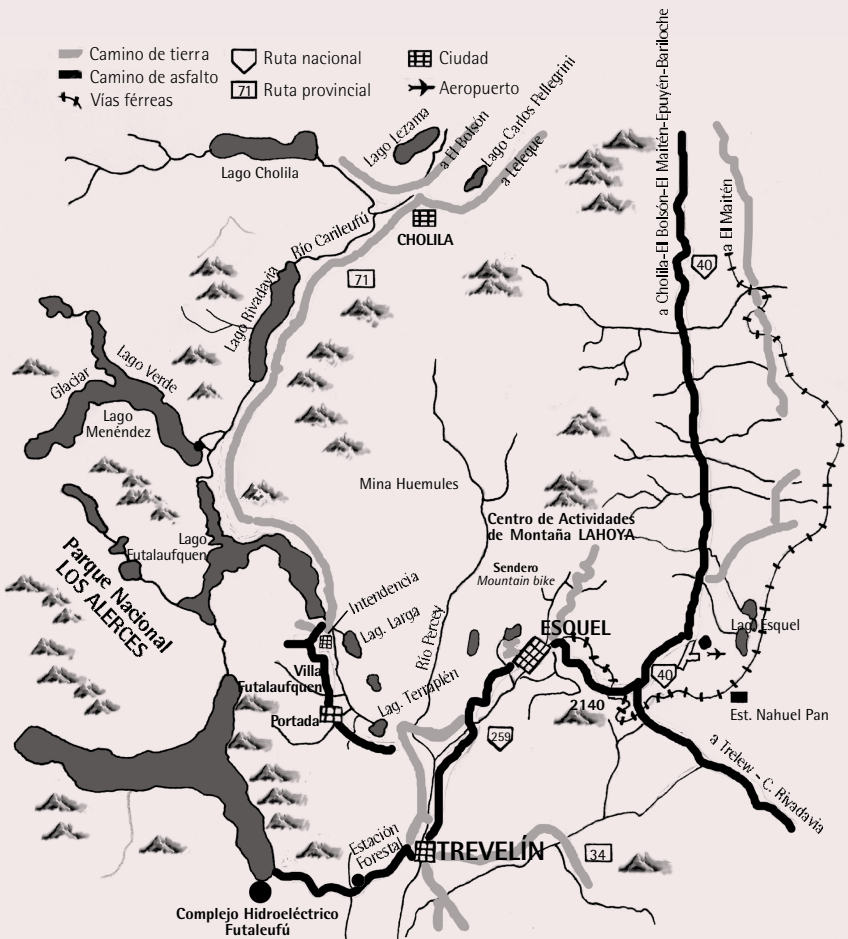 Camino de tierra
Camino de asfalto
Vías férreas
Ruta nacional
71 Ruta provincial
Ciudad
Aeropuerto
Lago Cholila
Lago Lezama
a El Bolsón
Lago Carlos Pellegrini
a Leleque
a Cholila-El Bolsón-El Maitén-Epuyén-Bariloche
a El Maitén
CHOLILA
Río Carileufú
Lago Rivadavia
71
40
Glaciar
Lago Verde
Lago
Menéndez
Mina Huemules
Centro de Actividades
de Montaña LAHOYA
Lago
Futalaufquen
Parque Nacional
LOS ALERCES
Sendero
Mountain bike
Intendencia
Lag. Larga
Río Percey
ESQUEL
Lag. Esquel
Villa
Futalaufquen
Lag. Terraplén
Portada
40
2140
Est. Nahuel Pan
259
a Trelew - C. Rivadavia
Estación
Forestal
TREVELÍN
34
Complejo Hidroeléctrico
Futaleufú